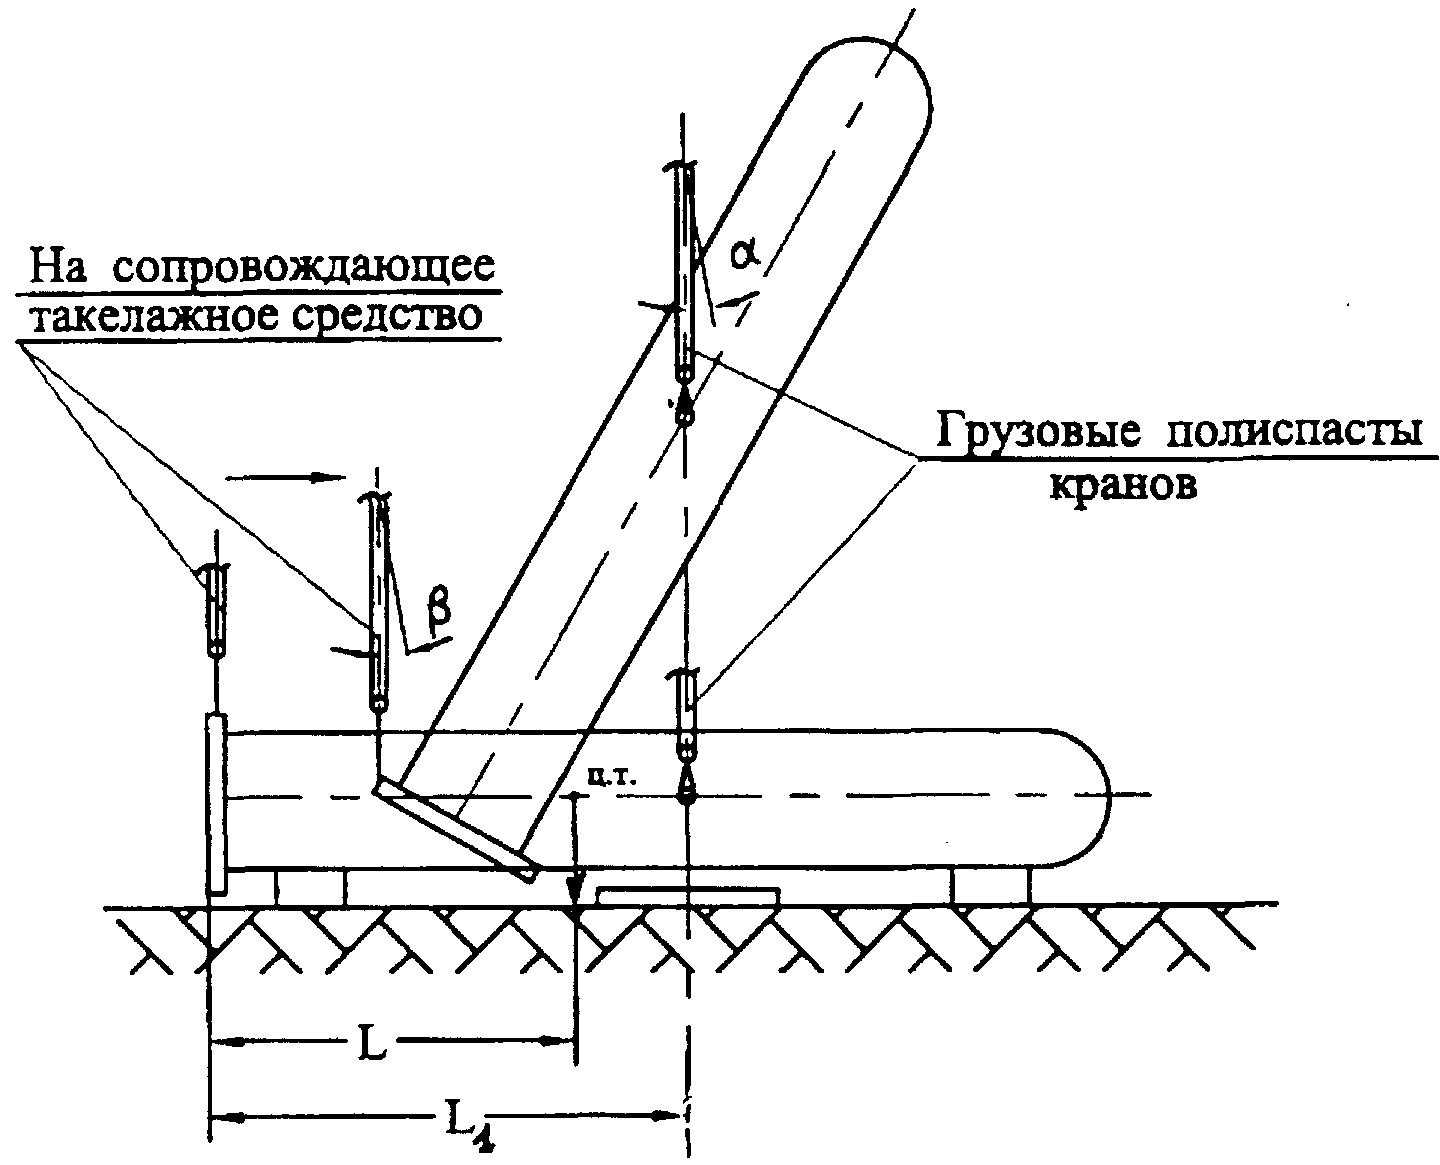 На сопровождающее
такелажное средство
α
Грузовые полиспасты
кранов
β
ц.т.
L
L₁